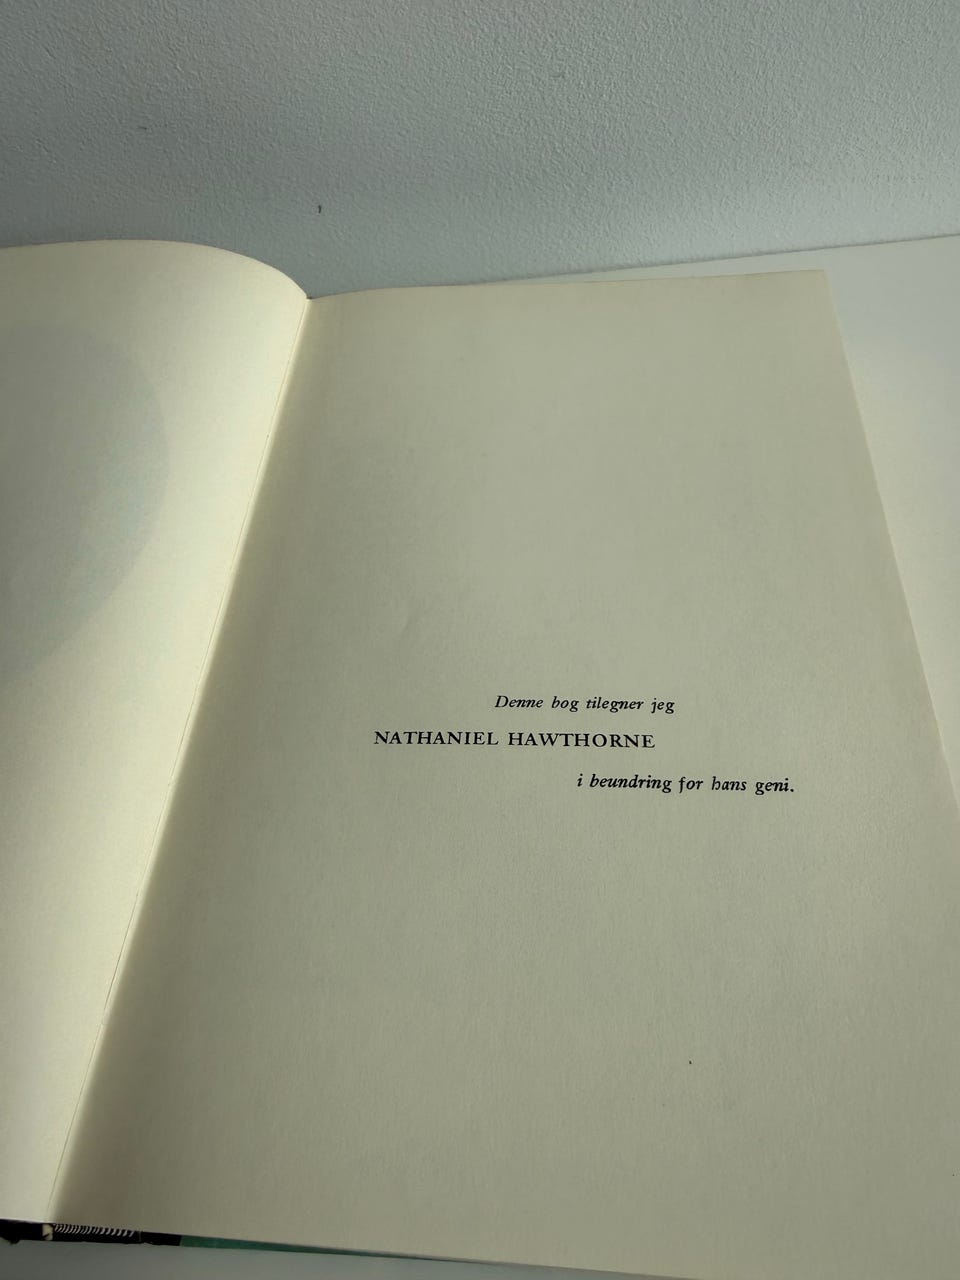 Denne bog tilegner jeg
NATHANIEL HAWTHORNE
i beundring for hans geni.